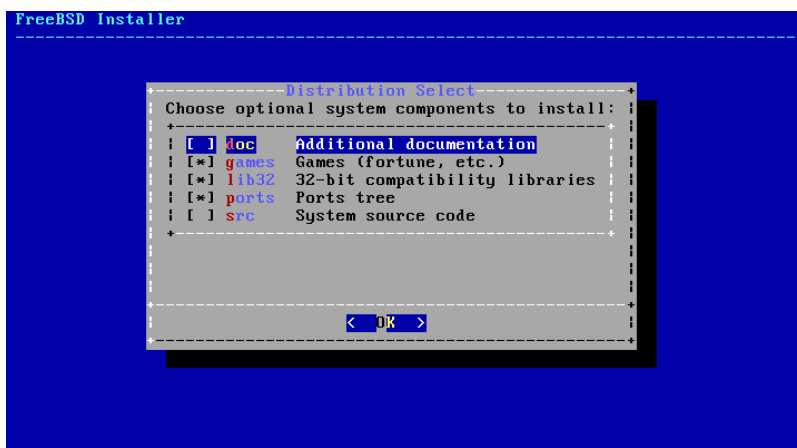 FreeBSD Installer
Distribution Select
Choose optional system components to install:
[ ] doc Additional documentation
[*] games Games (fortune, etc.)
[*] lib32 32-bit compatibility libraries
[*] ports Ports tree
[ ] src System source code
< OK >